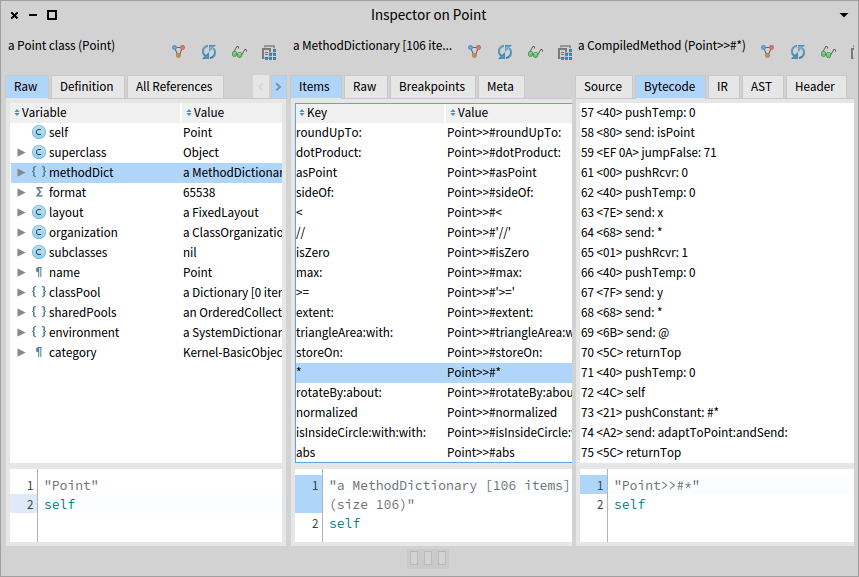 Inspector on Point
a Point class (Point)
Raw
Definition
All References
Variable Value
self Point
superclass Object
methodDict a MethodDictionar
format 65538
layout a FixedLayout
organization a ClassOrganizatio
subclasses nil
name Point
classPool a Dictionary [0 iter
sharedPools an OrderedCollect
environment a SystemDictionar
category Kernel-BasicObjec
1 "Point"
2 self
a MethodDictionary [106 ite...
Items
Raw
Breakpoints
Meta
Key Value
roundUpTo: Point>>#roundUpTo:
dotProduct: Point>>#dotProduct:
asPoint Point>>#asPoint
sideOf: Point>>#sideOf:
< Point>>#<
// Point>>#'//'
isZero Point>>#isZero
max: Point>>#max:
>= Point>>#'>='
extent: Point>>#extent:
triangleArea:with: Point>>#triangleArea:w
storeOn: Point>>#storeOn:
* Point>>#*
rotateBy:about: Point>>#rotateBy:abou
normalized Point>>#normalized
isInsideCircle:with:with: Point>>#isInsideCircle:
abs Point>>#abs
1 "a MethodDictionary [106 items]
(size 106)"
2 self
a CompiledMethod (Point>>#*)
Source
Bytecode
IR
AST
Header
57 <40> pushTemp: 0
58 <80> send: isPoint
59 <EF 0A> jumpFalse: 71
61 <00> pushRcvr: 0
62 <40> pushTemp: 0
63 <7E> send: x
64 <68> send: *
65 <01> pushRcvr: 1
66 <40> pushTemp: 0
67 <7F> send: y
68 <68> send: *
69 <6B> send: @
70 <5C> returnTop
71 <40> pushTemp: 0
72 <4C> self
73 <21> pushConstant: #*
74 <A2> send: adaptToPoint:andSend:
75 <5C> returnTop
1 "Point>>#*"
2 self